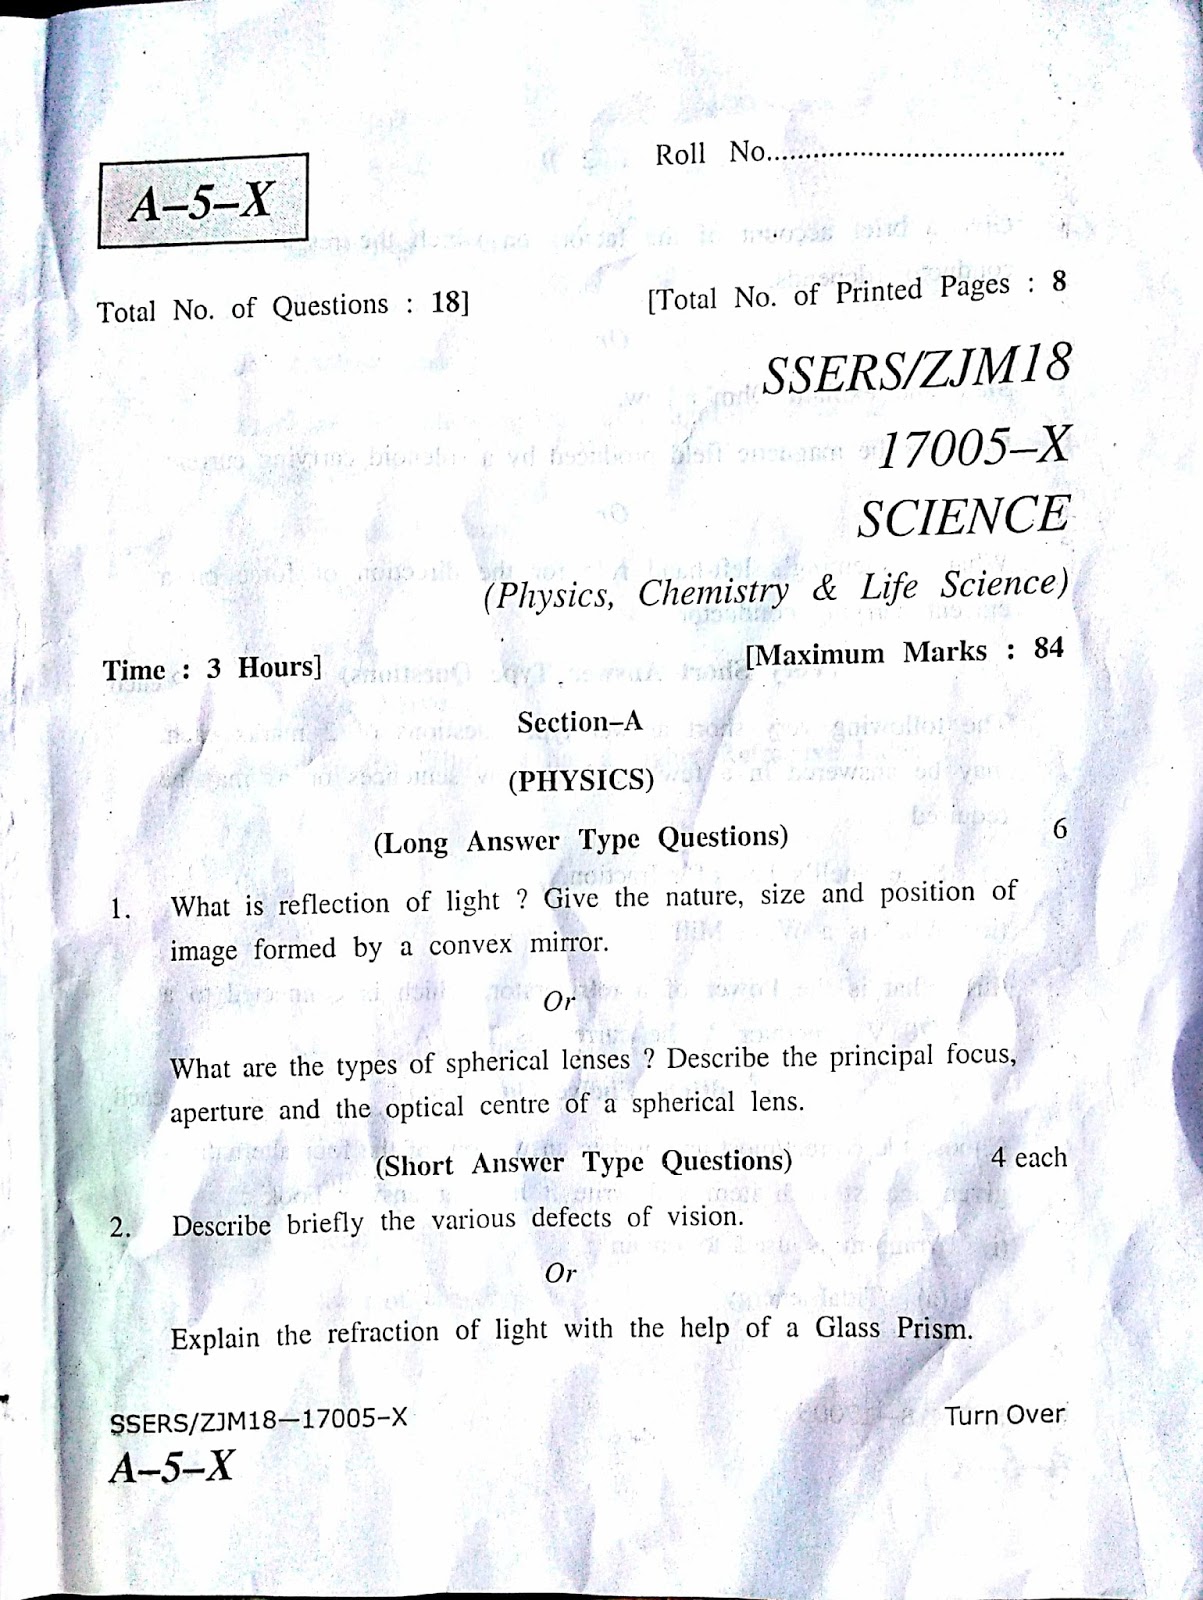 Roll No.......................................
A–5–X
Total No. of Questions : 18]
[Total No. of Printed Pages : 8
SSERS/ZJM18
17005–X
SCIENCE
(Physics, Chemistry & Life Science)
Time : 3 Hours]
[Maximum Marks : 84
Section–A
(PHYSICS)
(Long Answer Type Questions) 6
1. What is reflection of light ? Give the nature, size and position of
image formed by a convex mirror.
Or
What are the types of spherical lenses ? Describe the principal focus,
aperture and the optical centre of a spherical lens.
(Short Answer Type Questions) 4 each
2. Describe briefly the various defects of vision.
Or
Explain the refraction of light with the help of a Glass Prism.
SSERS/ZJM18—17005–X
Turn Over
A–5–X